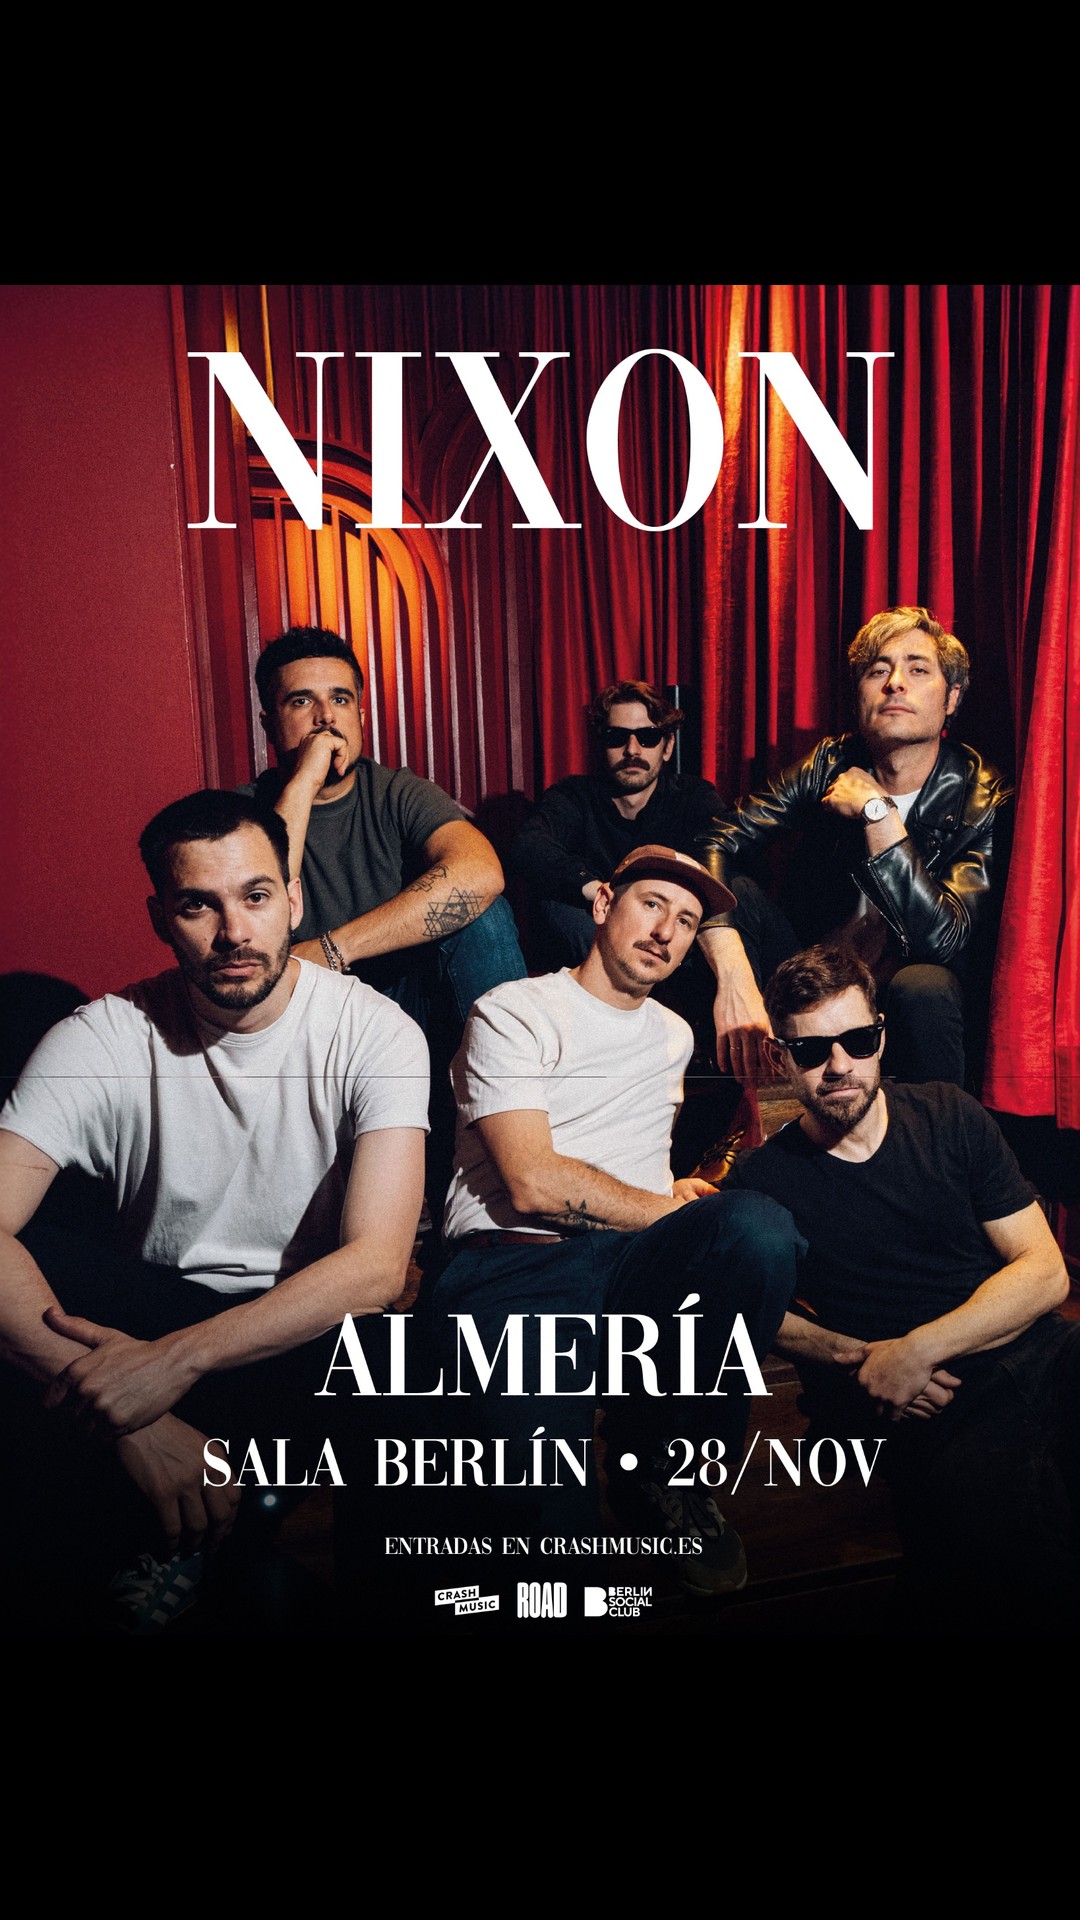 NIXON
ALMERÍA
SALA BERLÍN • 28/NOV
ENTRADAS EN CRASHMUSIC.ES
CRASH
MUSIC
ROAD
B BERLIN
SOCIAL
CLUB